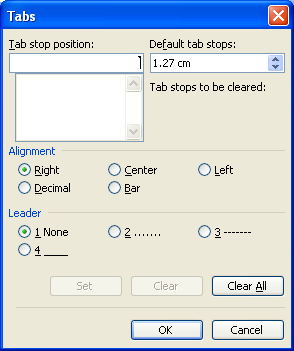 Tabs
Tab stop position:
Default tab stops:
1.27 cm
Tab stops to be cleared:
Alignment
Right Center Left
Decimal Bar
Leader
1 None 2 ....... 3 -------
4 ____
Set Clear Clear All
OK Cancel